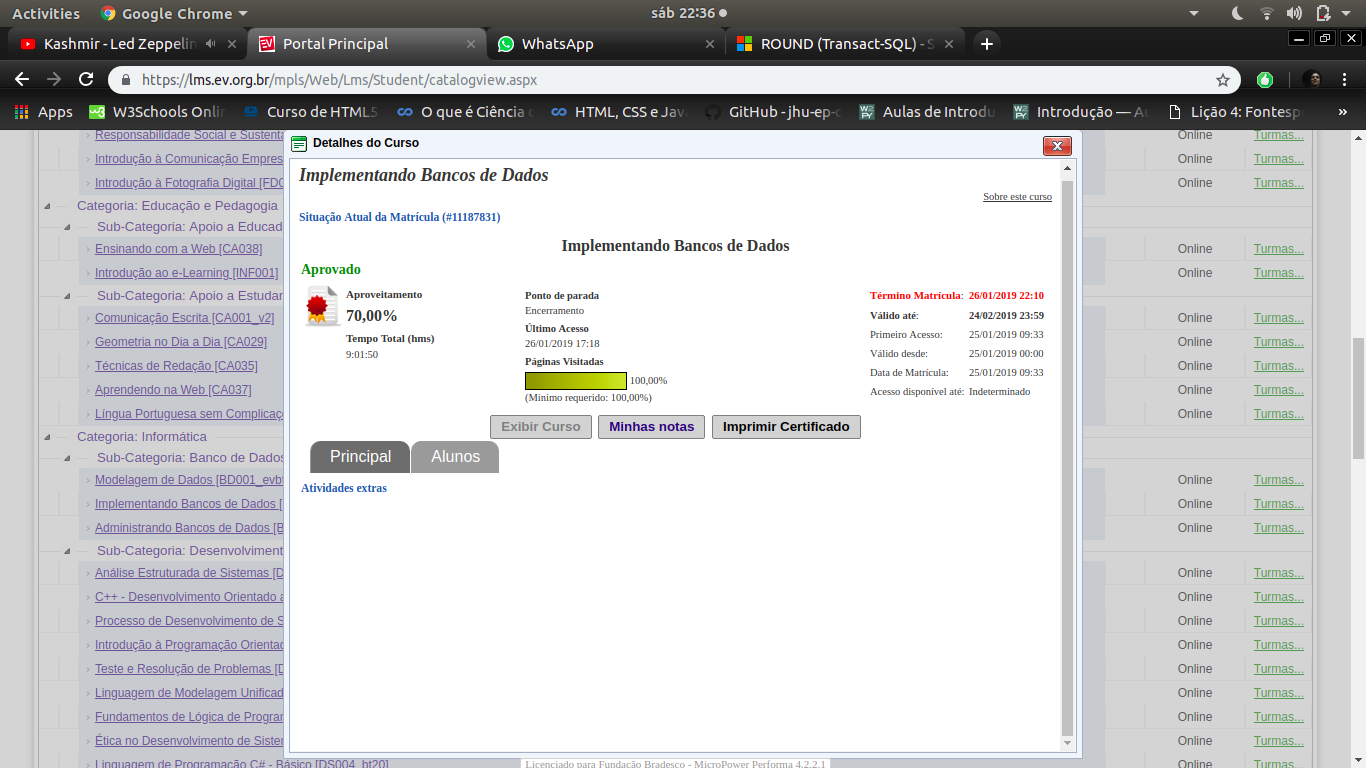 Activities
Google Chrome
sáb 22:36
Kashmir - Led Zeppelin
Portal Principal
WhatsApp
ROUND (Transact-SQL) - S
https://lms.ev.org.br/mpls/Web/Lms/Student/catalogview.aspx
Apps
W3Schools Onlin
Curso de HTML5
O que é Ciência
HTML, CSS e Jav
GitHub - jhu-ep-c
Aulas de Introdu
Introdução — Au
Lição 4: Fontesp
»
Responsabilidade Social e Sustenta
Online
Turmas...
Introdução à Comunicação Empres
Online
Turmas...
Introdução à Fotografia Digital [FD0
Online
Turmas...
Categoria: Educação e Pedagogia
Sub-Categoria: Apoio a Educad
Ensinando com a Web [CA038]
Online
Turmas...
Introdução ao e-Learning [INF001]
Online
Turmas...
Sub-Categoria: Apoio a Estudan
Comunicação Escrita [CA001_v2]
Online
Turmas...
Geometria no Dia a Dia [CA029]
Online
Turmas...
Técnicas de Redação [CA035]
Online
Turmas...
Aprendendo na Web [CA037]
Online
Turmas...
Língua Portuguesa sem Complicaç
Online
Turmas...
Categoria: Informática
Sub-Categoria: Banco de Dados
Modelagem de Dados [BD001_evb
Online
Turmas...
Implementando Bancos de Dados [
Online
Turmas...
Administrando Bancos de Dados [B
Online
Turmas...
Sub-Categoria: Desenvolviment
Análise Estruturada de Sistemas [D
Online
Turmas...
C++ - Desenvolvimento Orientado a
Online
Turmas...
Processo de Desenvolvimento de S
Online
Turmas...
Introdução à Programação Orientad
Online
Turmas...
Teste e Resolução de Problemas [D
Online
Turmas...
Linguagem de Modelagem Unificad
Online
Turmas...
Fundamentos de Lógica de Program
Online
Turmas...
Ética no Desenvolvimento de Sister
Online
Turmas...
Linguagem de Programação C# - Básico [DS004_bt20]
Online
Turmas...
Detalhes do Curso
Implementando Bancos de Dados
Sobre este curso
Situação Atual da Matrícula (#11187831)
Implementando Bancos de Dados
Aprovado
Aproveitamento
70,00%
Tempo Total (hms)
9:01:50
Ponto de parada
Encerramento
Último Acesso
26/01/2019 17:18
Páginas Visitadas
100,00%
(Mínimo requerido: 100,00%)
Término Matrícula: 26/01/2019 22:10
Válido até: 24/02/2019 23:59
Primeiro Acesso: 25/01/2019 09:33
Válido desde: 25/01/2019 00:00
Data de Matrícula: 25/01/2019 09:33
Acesso disponível até: Indeterminado
Exibir Curso
Minhas notas
Imprimir Certificado
Principal
Alunos
Atividades extras
Licenciado para Fundação Bradesco - MicroPower Performa 4.2.2.1